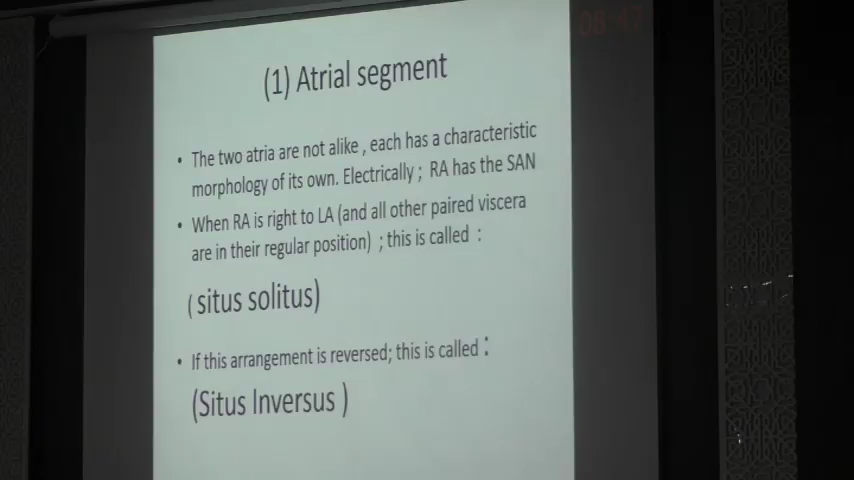 (1) Atrial segment
• The two atria are not alike , each has a characteristic
morphology of its own. Electrically ; RA has the SAN
• When RA is right to LA (and all other paired viscera
are in their regular position) ; this is called :
( situs solitus)
• If this arrangement is reversed; this is called :
(Situs Inversus )